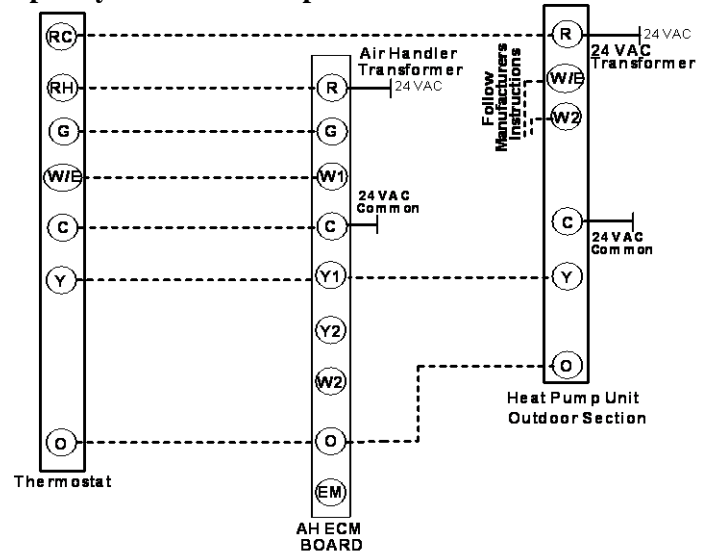 RC
RH
G
W/E
C
Y
O
Thermostat
Air Handler
Transformer
R
24 VAC
G
W1
24 VAC
Common
C
Y1
Y2
W2
O
EM
AH ECM
BOARD
R
24 VAC
24 VAC
Transformer
W/E
W2
Follow
Manufacturers
Instructions
C
24 VAC
Common
Y
O
Heat Pump Unit
Outdoor Section